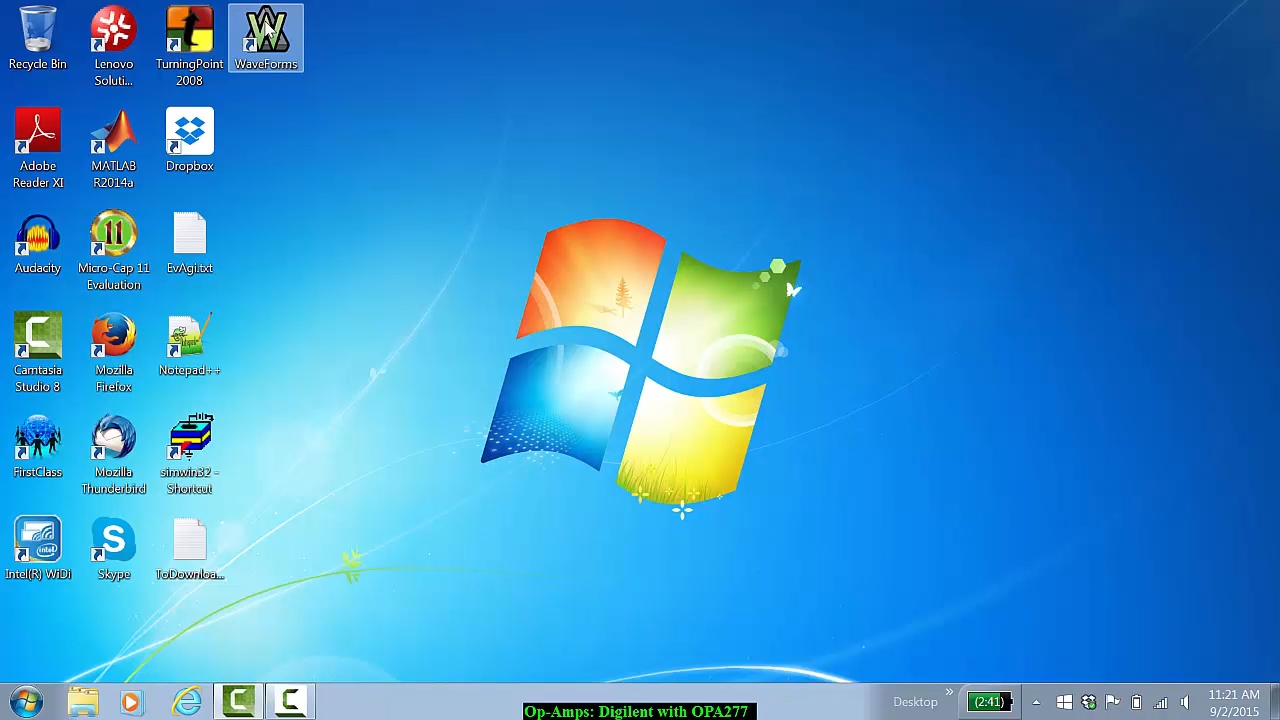 Recycle Bin
Lenovo
Soluti...
TurningPoint
2008
WaveForms
Adobe
Reader XI
MATLAB
R2014a
Dropbox
Audacity
11
Micro-Cap 11
Evaluation
EvAgi.txt
Camtasia
Studio 8
Mozilla
Firefox
Notepad++
FirstClass
Mozilla
Thunderbird
simwin32 -
Shortcut
intel
Intel(R) WiDi
Skype
ToDownloa...
Desktop
»
(2:41)
11:21 AM
9/2/2015
Op-Amps: Digilent with OPA277